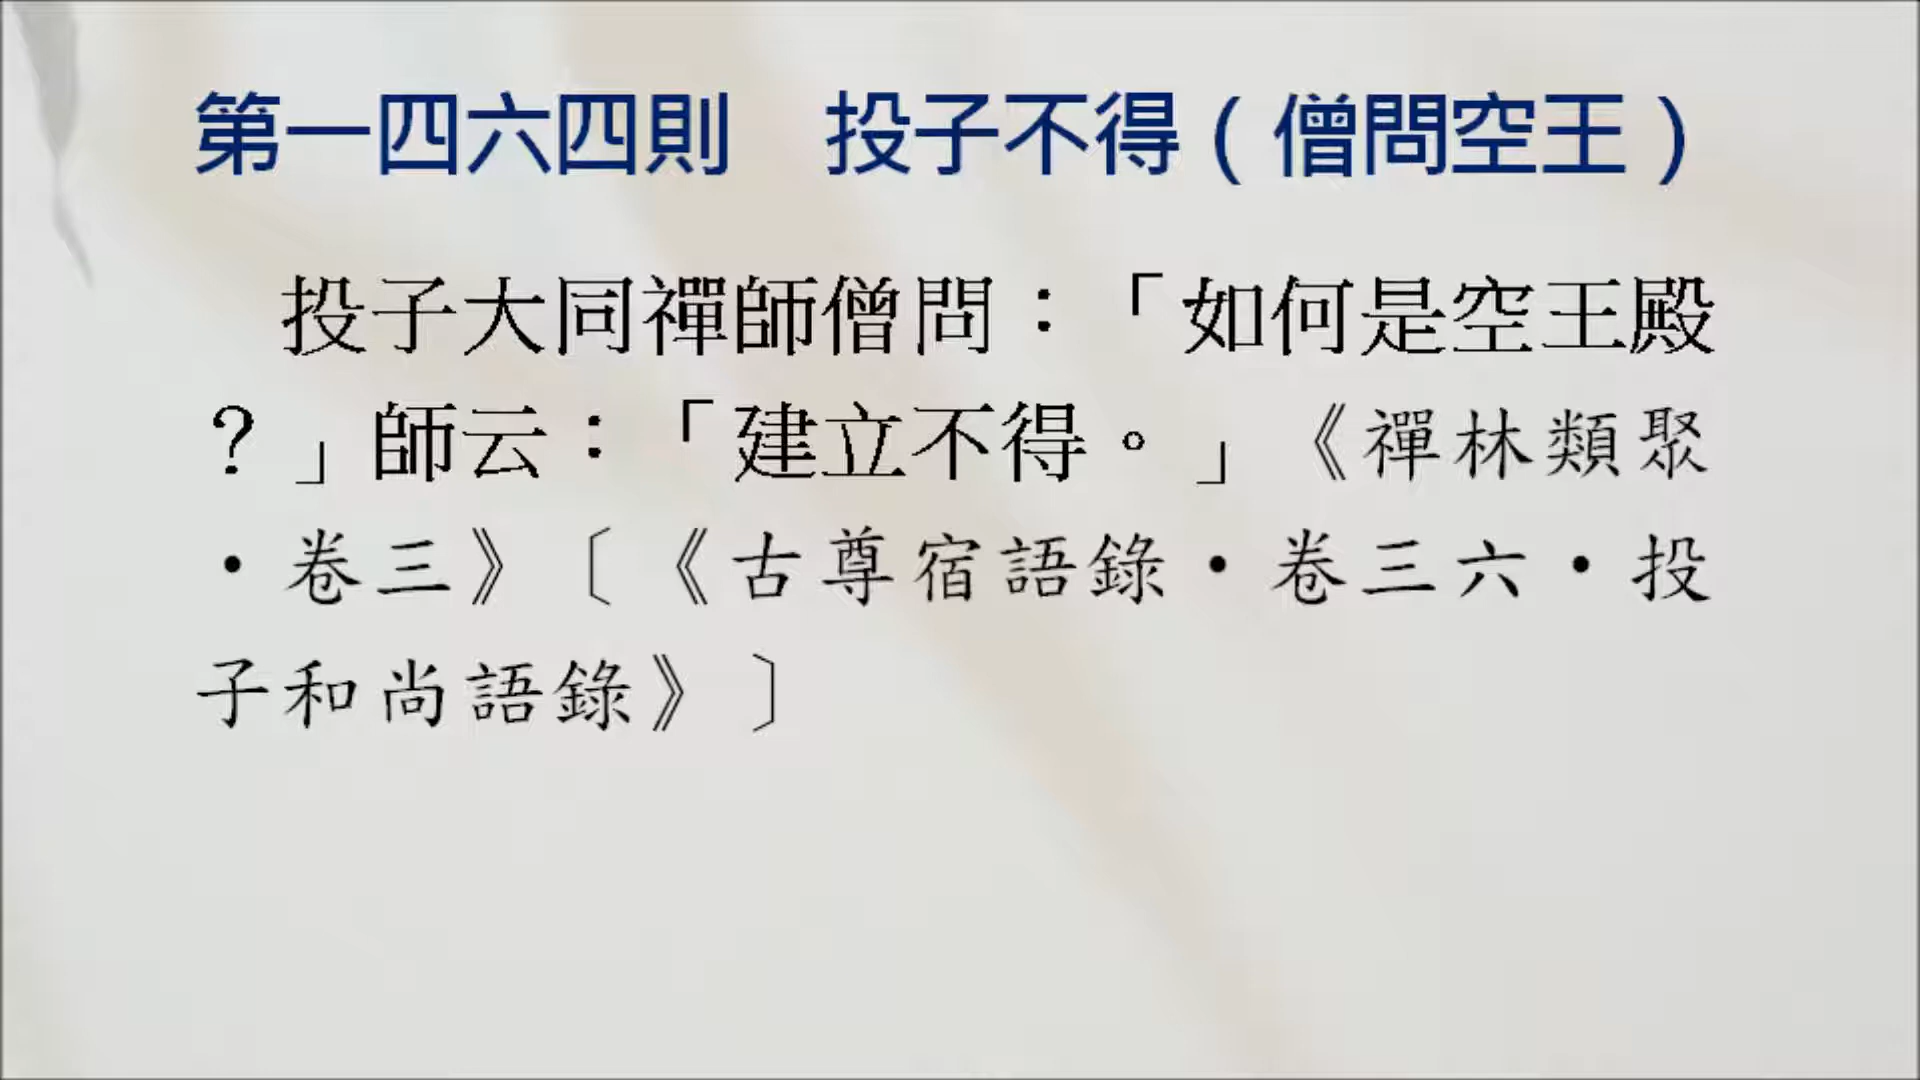 第一四六四則　投子不得（僧問空王）
投子大同禪師僧問：「如何是空王殿
？」師云：「建立不得。」《禪林類聚
・卷三》〔《古尊宿語錄・卷三六・投
子和尚語錄》〕